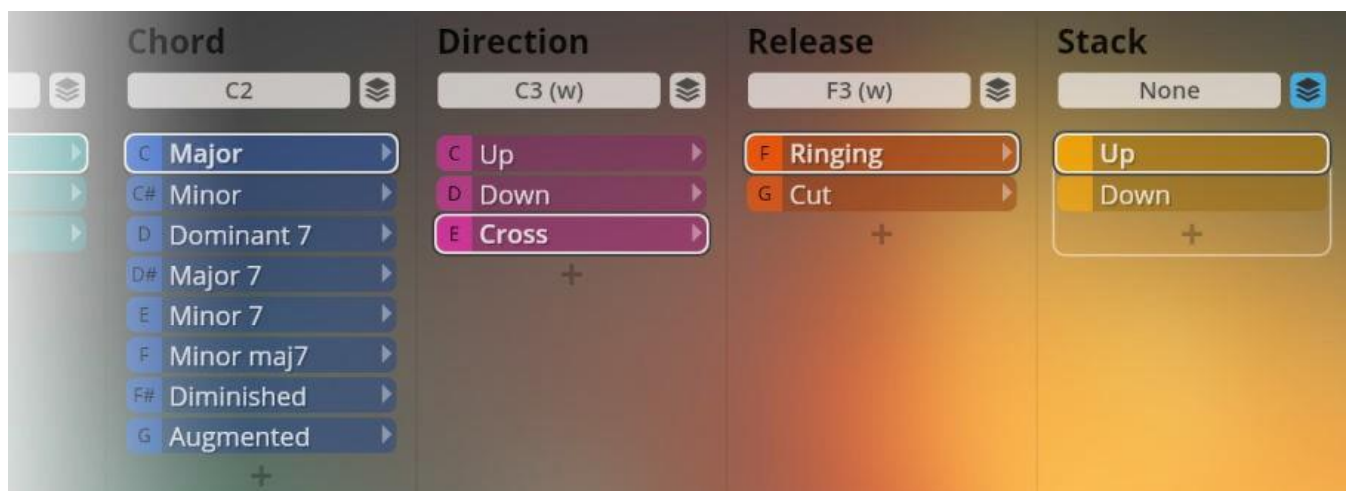 Chord
C2
C Major
C# Minor
D Dominant 7
D# Major 7
E Minor 7
F Minor maj7
F# Diminished
G Augmented
+
Direction
C3 (w)
C Up
D Down
E Cross
+
Release
F3 (w)
F Ringing
G Cut
+
Stack
None
Up
Down
+